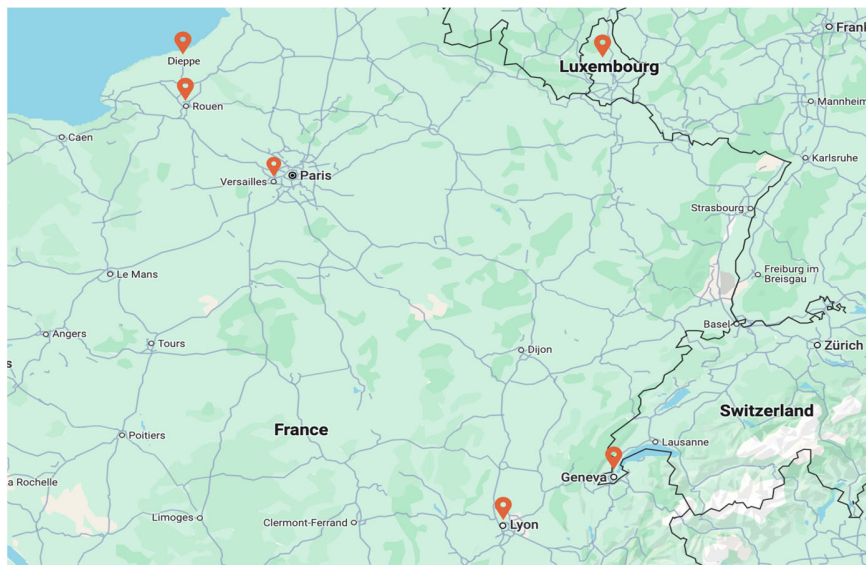 Frank
Dieppe
Luxembourg
Mannheim
Rouen
Caen
Karlsruhe
Versailles
Paris
Strasbourg
Le Mans
Freiburg im
Breisgau
Basel
Angers
Tours
Dijon
Zürich
s
Switzerland
France
Poitiers
Lausanne
Geneva
a Rochelle
Limoges
Clermont-Ferrand
Lyon